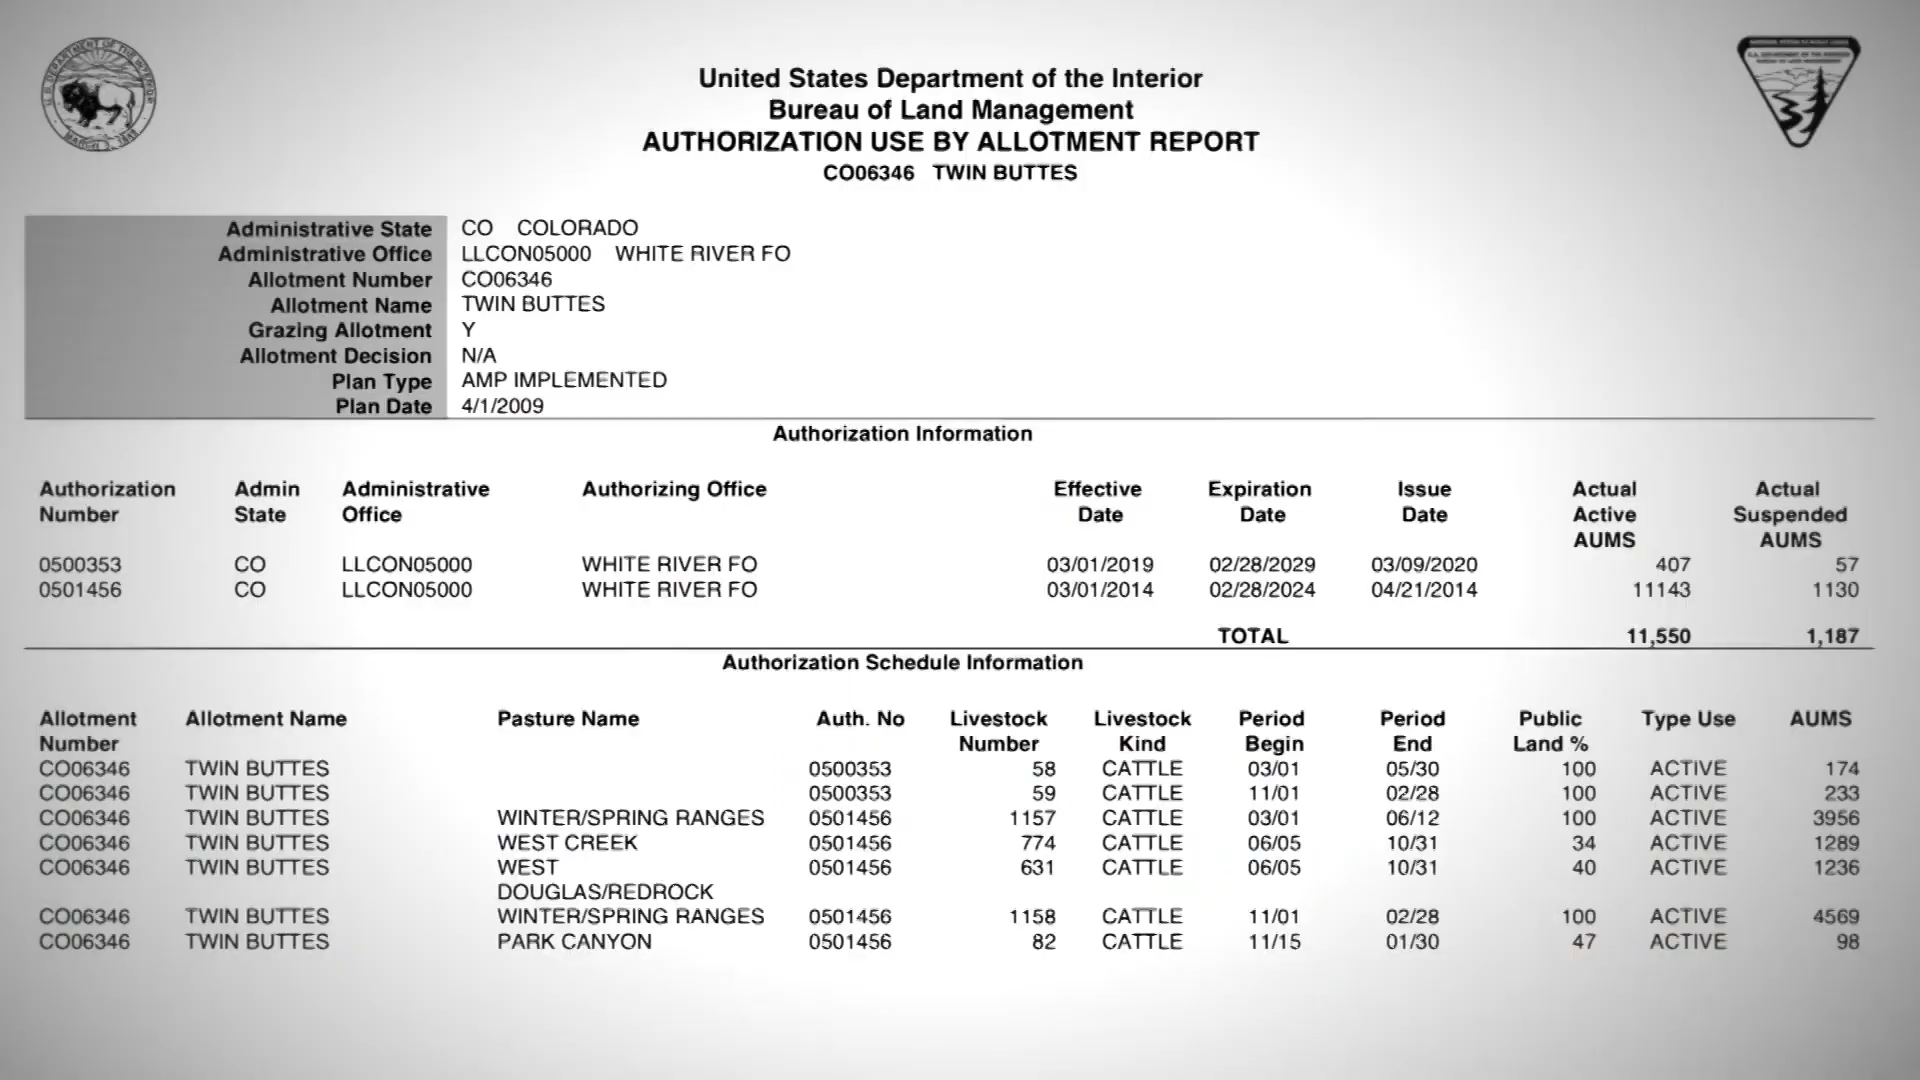 U.S. DEPARTMENT OF THE INTERIOR
MARCH 3, 1849
United States Department of the Interior
Bureau of Land Management
AUTHORIZATION USE BY ALLOTMENT REPORT
CO06346 TWIN BUTTES
Administrative State CO COLORADO
Administrative Office LLCON05000 WHITE RIVER FO
Allotment Number CO06346
Allotment Name TWIN BUTTES
Grazing Allotment Y
Allotment Decision N/A
Plan Type AMP IMPLEMENTED
Plan Date 4/1/2009
Authorization Information
Authorization Admin Administrative Authorizing Office Effective Expiration Issue Actual Actual
Number State Office Date Date Date Active Suspended
AUMS AUMS
0500353 CO LLCON05000 WHITE RIVER FO 03/01/2019 02/28/2029 03/09/2020 407 57
0501456 CO LLCON05000 WHITE RIVER FO 03/01/2014 02/28/2024 04/21/2014 11143 1130
TOTAL 11,550 1,187
Authorization Schedule Information
Allotment Allotment Name Pasture Name Auth. No Livestock Livestock Period Period Public Type Use AUMS
Number Number Kind Begin End Land %
CO06346 TWIN BUTTES 0500353 58 CATTLE 03/01 05/30 100 ACTIVE 174
CO06346 TWIN BUTTES 0500353 59 CATTLE 11/01 02/28 100 ACTIVE 233
CO06346 TWIN BUTTES WINTER/SPRING RANGES 0501456 1157 CATTLE 03/01 06/12 100 ACTIVE 3956
CO06346 TWIN BUTTES WEST CREEK 0501456 774 CATTLE 06/05 10/31 34 ACTIVE 1289
CO06346 TWIN BUTTES WEST 0501456 631 CATTLE 06/05 10/31 40 ACTIVE 1236
DOUGLAS/REDROCK
CO06346 TWIN BUTTES WINTER/SPRING RANGES 0501456 1158 CATTLE 11/01 02/28 100 ACTIVE 4569
CO06346 TWIN BUTTES PARK CANYON 0501456 82 CATTLE 11/15 01/30 47 ACTIVE 98